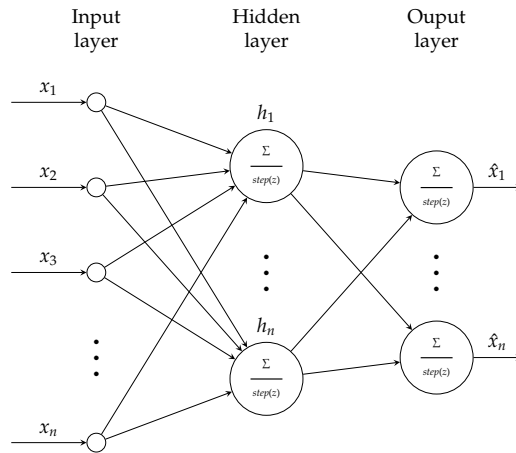 Input layer
Hidden layer
Ouput layer
x₁
x₂
x₃
xₙ
h₁
Σ
step(z)
hₙ
Σ
step(z)
Σ
step(z)
x̂₁
Σ
step(z)
x̂ₙ